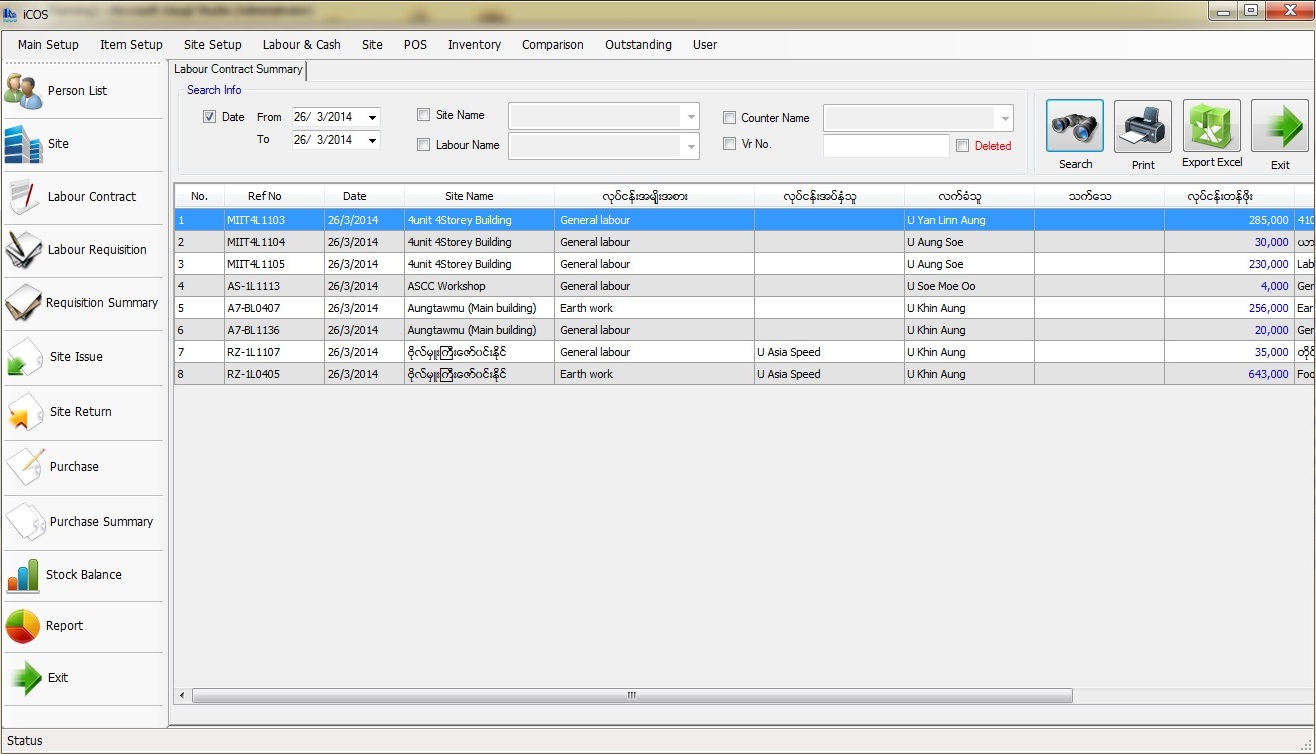 iCOS
Main Setup Item Setup Site Setup Labour & Cash Site POS Inventory Comparison Outstanding User
Person List
Site
Labour Contract
Labour Requisition
Requisition Summary
Site Issue
Site Return
Purchase
Purchase Summary
Stock Balance
Report
Exit
Labour Contract Summary
Search Info
Date From 26/ 3/2014 Site Name Counter Name
To 26/ 3/2014 Labour Name Vr No. Deleted
Search Print Export Excel Exit
No. Ref No Date Site Name လုပ်ငန်းအမျိုးအစား လုပ်ငန်းအပ်နှံသူ လက်ခံသူ သက်သေ လုပ်ငန်းတန်ဖိုး
1 MIIT4L1103 26/3/2014 4unit 4Storey Building General labour U Yan Linn Aung 285,000 410
2 MIIT4L1104 26/3/2014 4unit 4Storey Building General labour U Aung Soe 30,000 ယာ
3 MIIT4L1105 26/3/2014 4unit 4Storey Building General labour U Aung Soe 230,000 Lab
4 AS-1L1113 26/3/2014 ASCC Workshop General labour U Soe Moe Oo 4,000 Ger
5 A7-BL0407 26/3/2014 Aungtawmu (Main building) Earth work U Khin Aung 256,000 Ear
6 A7-BL1136 26/3/2014 Aungtawmu (Main building) General labour U Khin Aung 20,000 Ger
7 RZ-1L1107 26/3/2014 ဗိုလ်မှူးကြီးဇော်ဝင်းနိုင် General labour U Asia Speed U Khin Aung 35,000 တိုင်
8 RZ-1L0405 26/3/2014 ဗိုလ်မှူးကြီးဇော်ဝင်းနိုင် Earth work U Asia Speed U Khin Aung 643,000 Foo
Status